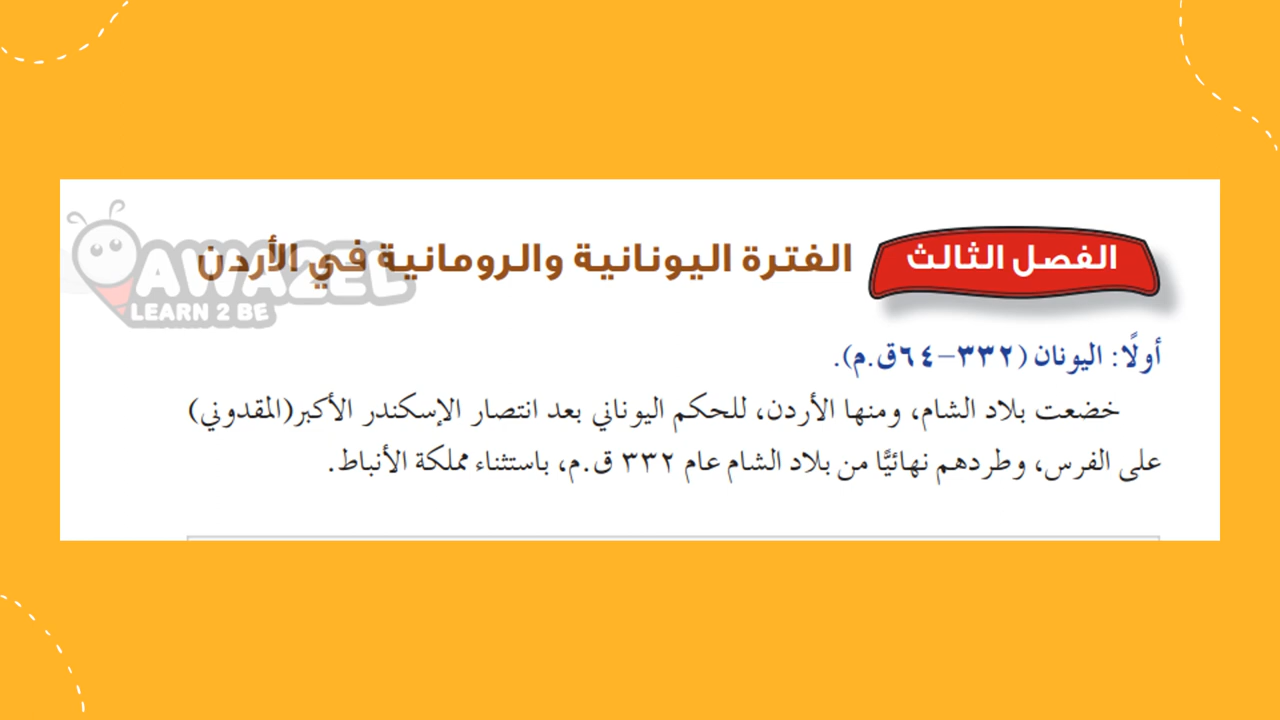 الفصل الثالث
الفترة اليونانية والرومانية في الأردن
AWA2EL
LEARN 2 BE
أولًا: اليونان (٣٣٢-٦٤ق.م).
خضعت بلاد الشام، ومنها الأردن، للحكم اليوناني بعد انتصار الإسكندر الأكبر(المقدوني)
على الفرس، وطردهم نهائيًّا من بلاد الشام عام ٣٣٢ ق.م، باستثناء مملكة الأنباط.